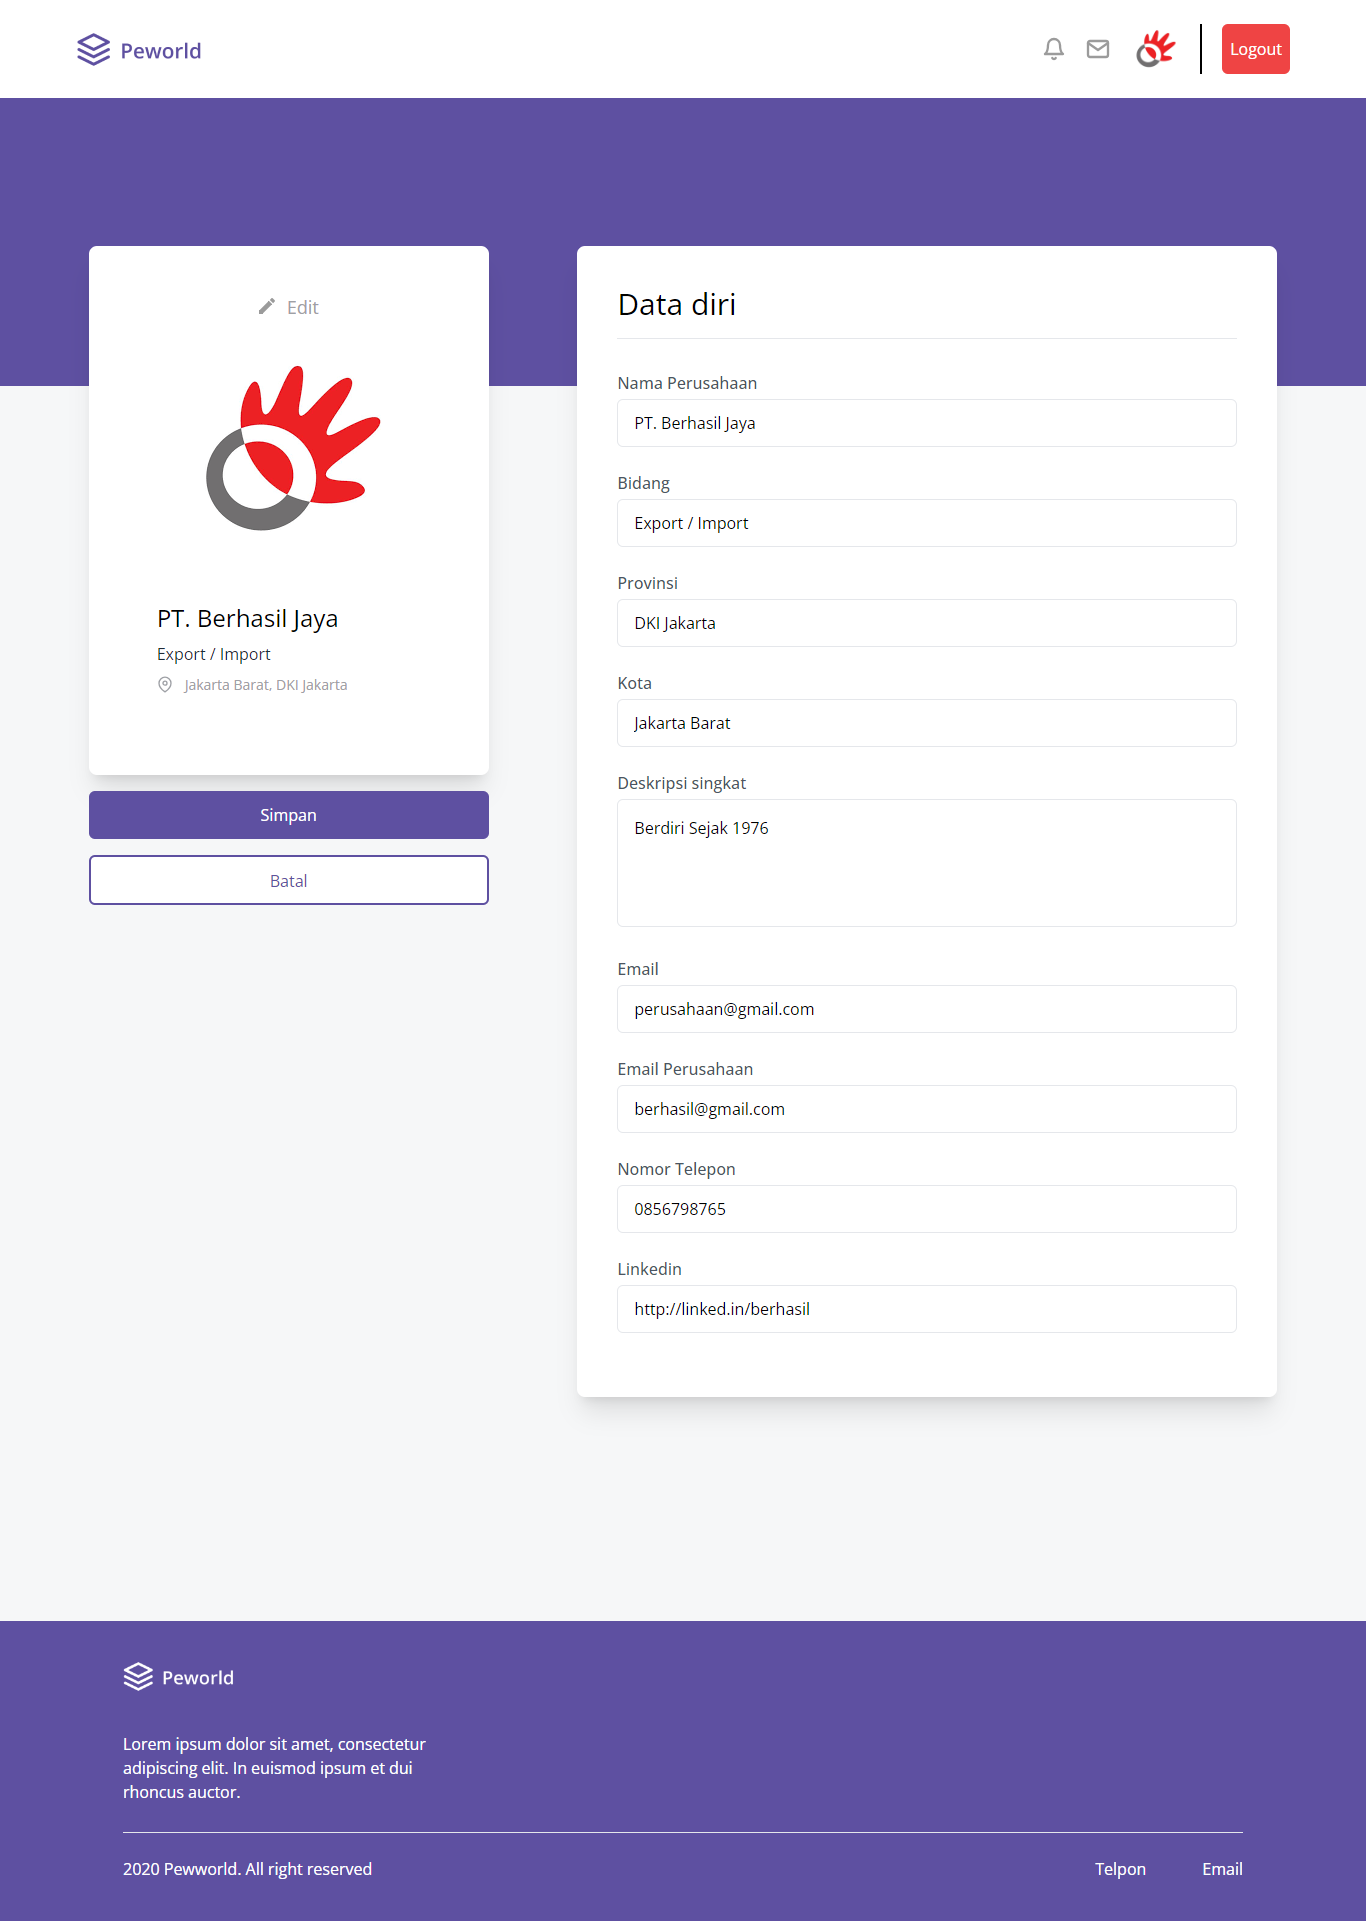 Peworld
Logout
Edit
PT. Berhasil Jaya
Export / Import
Jakarta Barat, DKI Jakarta
Simpan
Batal
Data diri
Nama Perusahaan
PT. Berhasil Jaya
Bidang
Export / Import
Provinsi
DKI Jakarta
Kota
Jakarta Barat
Deskripsi singkat
Berdiri Sejak 1976
Email
perusahaan@gmail.com
Email Perusahaan
berhasil@gmail.com
Nomor Telepon
0856798765
Linkedin
http://linked.in/berhasil
Peworld
Lorem ipsum dolor sit amet, consectetur
adipiscing elit. In euismod ipsum et dui
rhoncus auctor.
2020 Pewworld. All right reserved
Telpon
Email